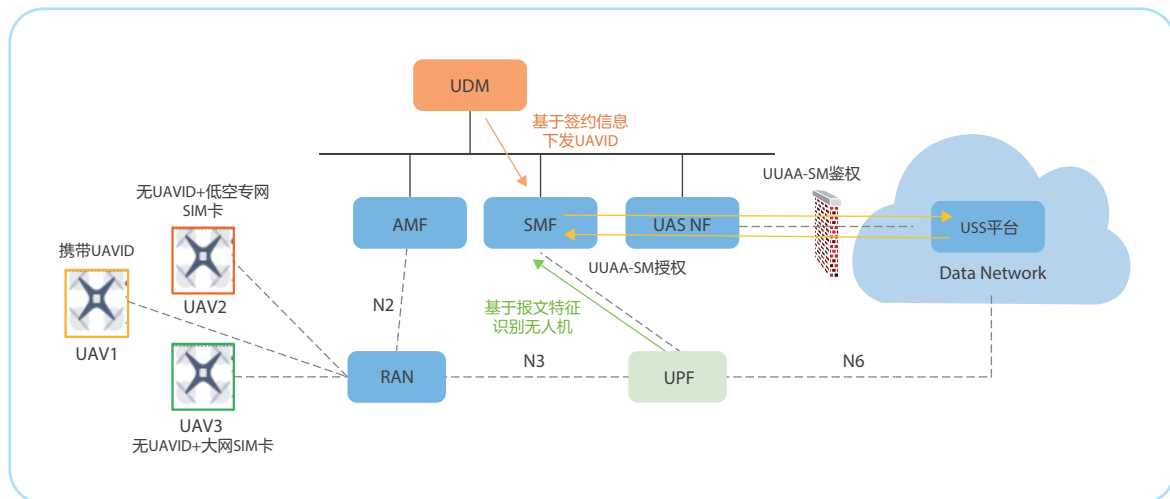 UDM
基于签约信息
下发UAVID
无UAVID+低空专网
SIM卡
UUAA-SM鉴权
携带UAVID
AMF
SMF
UAS NF
USS平台
UUAA-SM授权
Data Network
UAV2
N2
基于报文特征
识别无人机
UAV1
RAN
N3
UPF
N6
UAV3
无UAVID+大网SIM卡